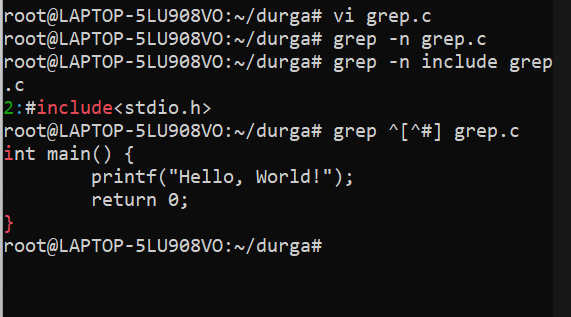 root@LAPTOP-5LU908VO:~/durga# vi grep.c
root@LAPTOP-5LU908VO:~/durga# grep -n grep.c
root@LAPTOP-5LU908VO:~/durga# grep -n include grep
.c
2:#include<stdio.h>
root@LAPTOP-5LU908VO:~/durga# grep ^[^#] grep.c
int main() {
        printf("Hello, World!");
        return 0;
}
root@LAPTOP-5LU908VO:~/durga#